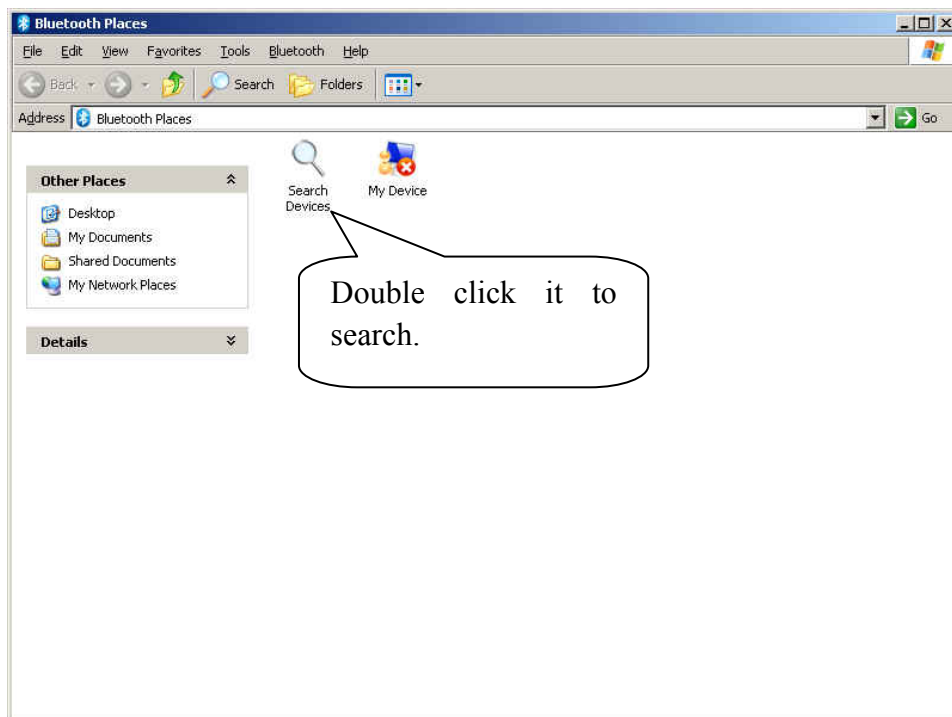 Bluetooth Places
File Edit View Favorites Tools Bluetooth Help
Back Search Folders
Address Bluetooth Places Go
Other Places
Desktop
My Documents
Shared Documents
My Network Places
Details
Search
Devices
My Device
Double click it to
search.